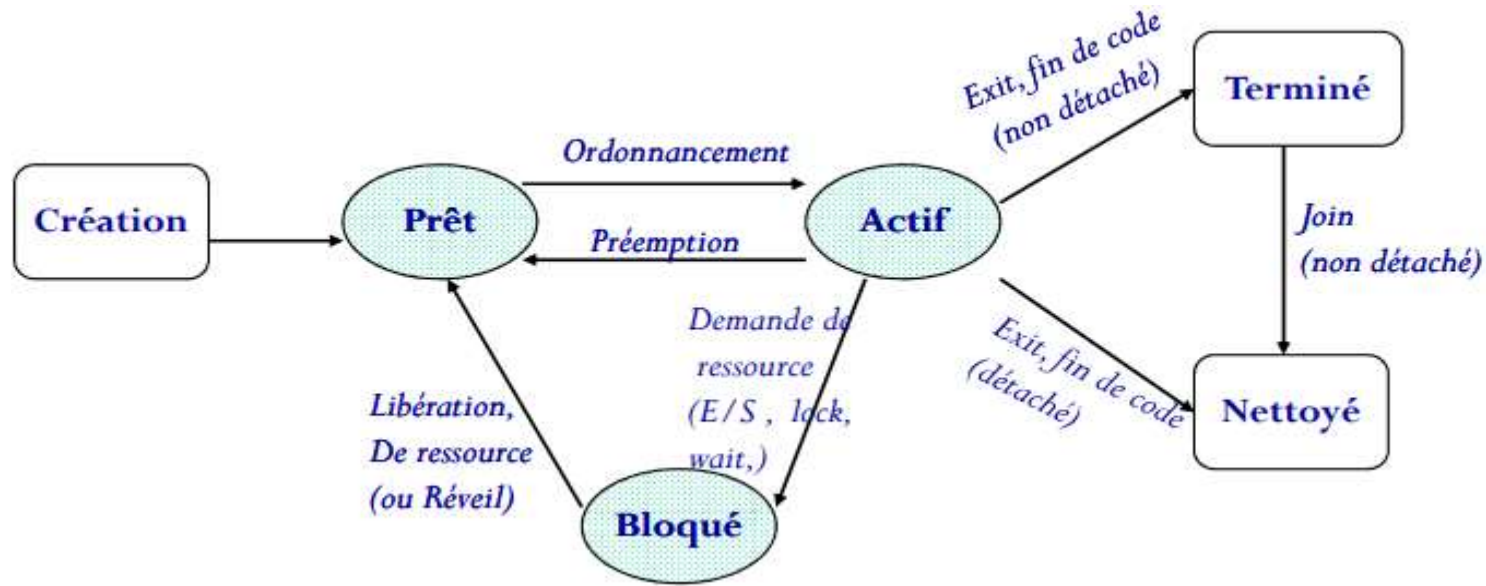 Création
Prêt
Ordonnancement
Préemption
Actif
Exit, fin de code
(non détaché)
Terminé
Join
(non détaché)
Exit, fin de code
(détaché)
Nettoyé
Demande de
ressource
(E/S , lock,
wait,)
Libération,
De ressource
(ou Réveil)
Bloqué